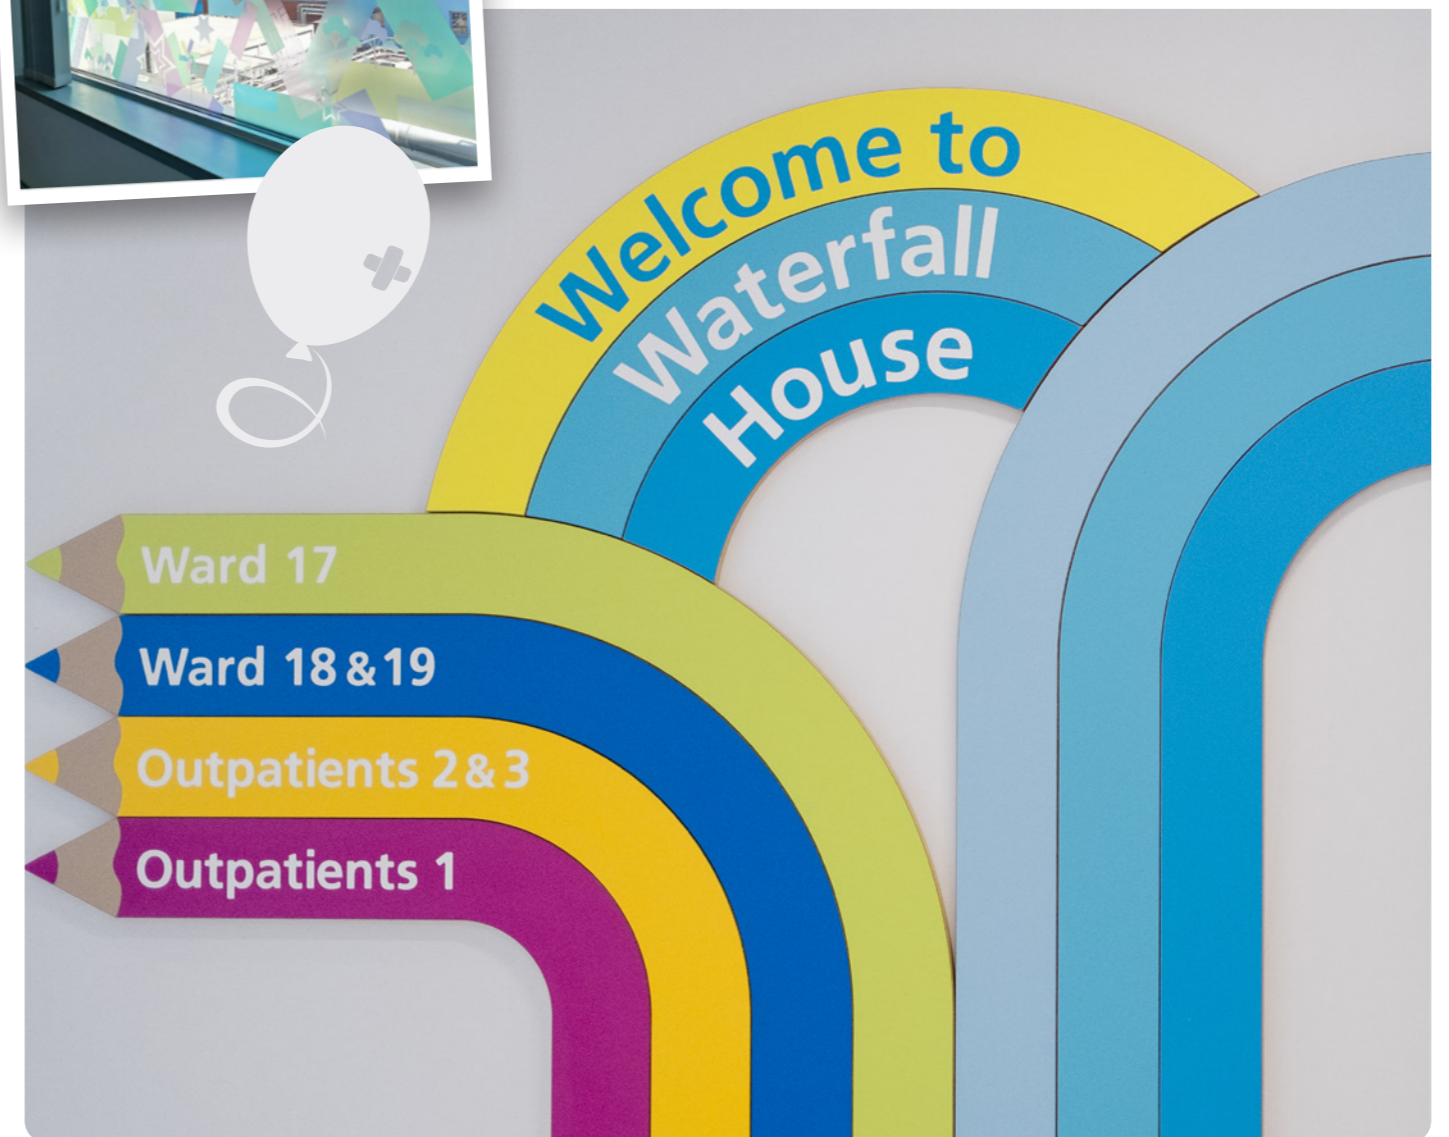 Welcome to
Waterfall
House
Ward 17
Ward 18 & 19
Outpatients 2 & 3
Outpatients 1